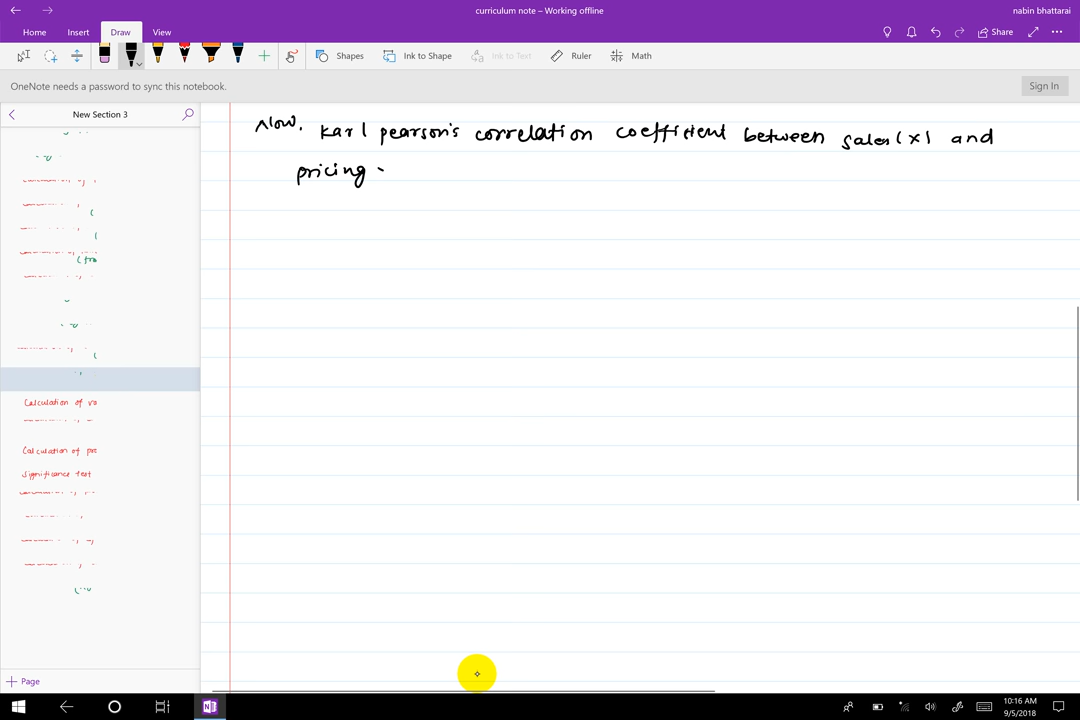 curriculum note – Working offline
nabin bhattarai
Home Insert Draw View
Share
Shapes Ink to Shape Ink to Text Ruler Math
OneNote needs a password to sync this notebook.
Sign In
New Section 3
Now, Karl pearson's correlation coefficient between sales (x) and
pricing -
Calculation of
Calculation of pre
Significance test
+ Page
10:16 AM
9/5/2018